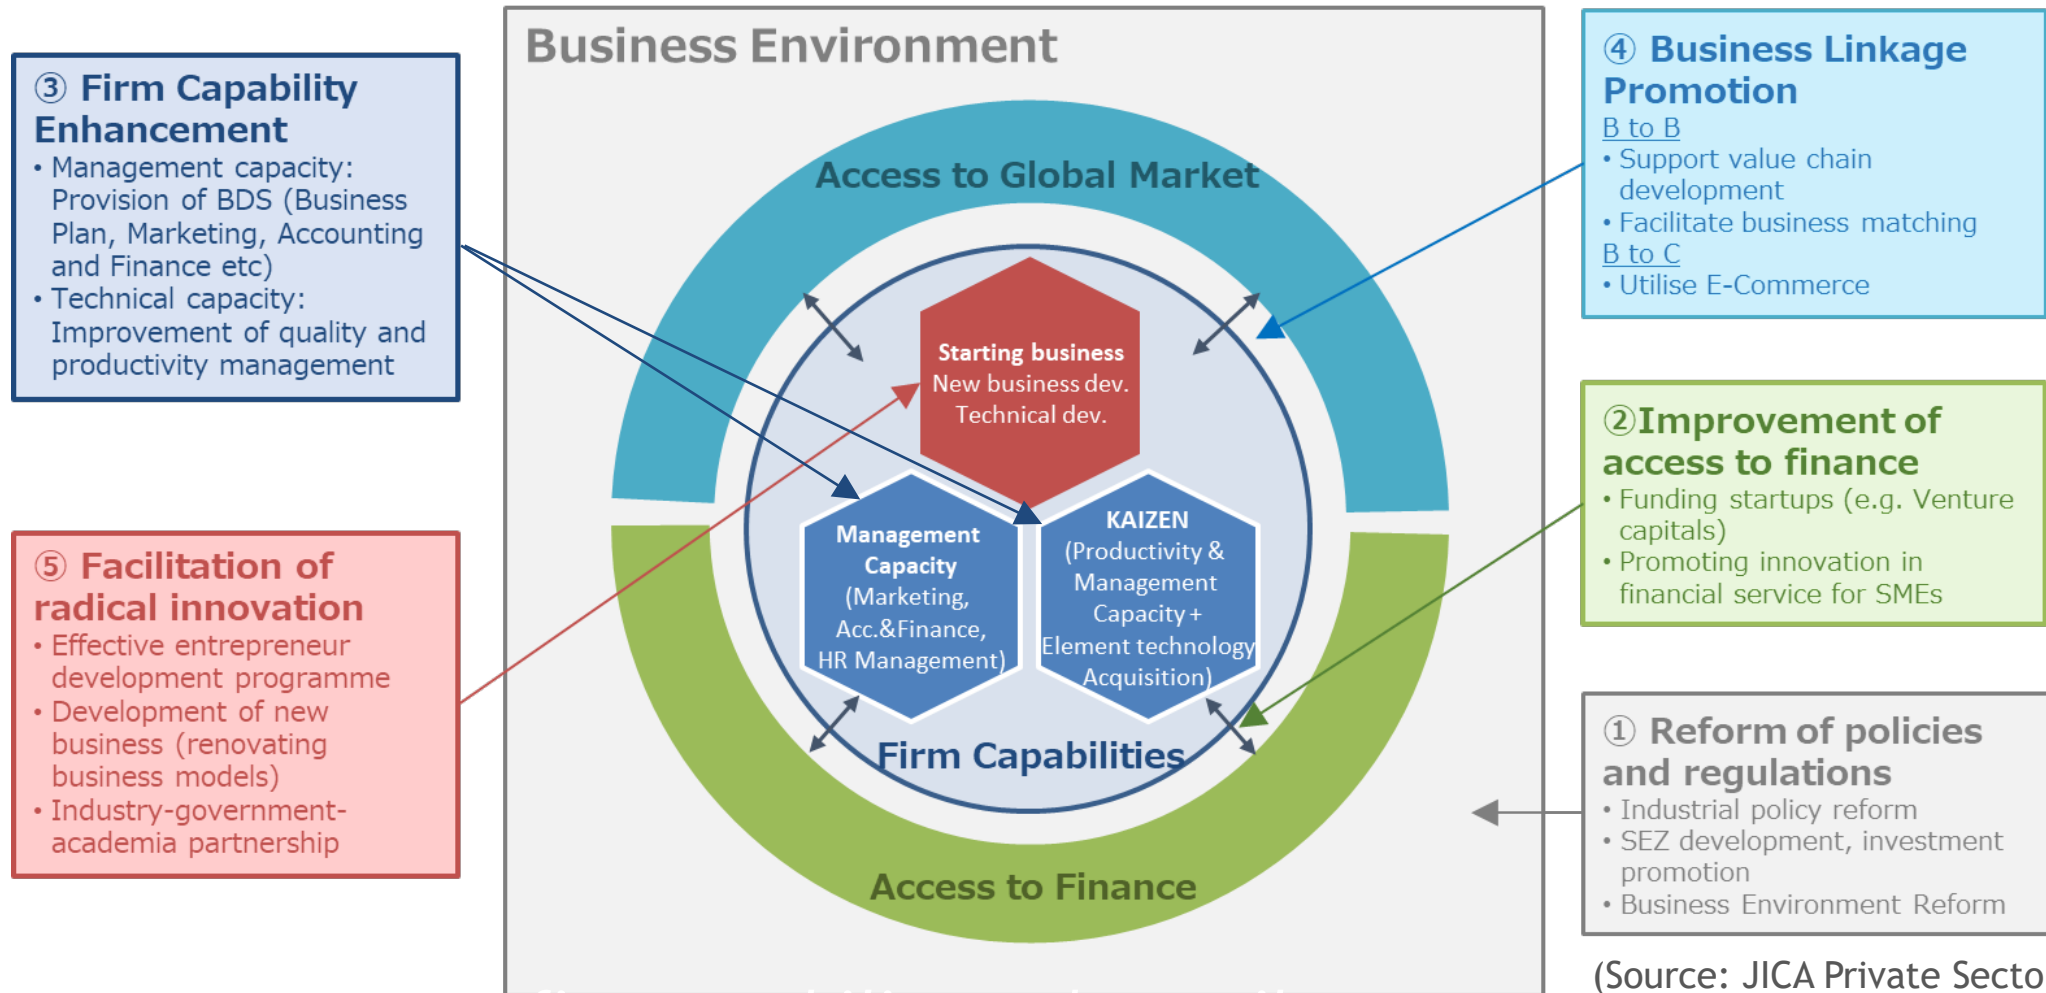 Business Environment
③ Firm Capability
Enhancement
• Management capacity:
Provision of BDS (Business
Plan, Marketing, Accounting
and Finance etc)
• Technical capacity:
Improvement of quality and
productivity management
⑤ Facilitation of
radical innovation
• Effective entrepreneur
development programme
• Development of new
business (renovating
business models)
• Industry-government-
academia partnership
Access to Global Market
Starting business
New business dev.
Technical dev.
Management
Capacity
(Marketing,
Acc.&Finance,
HR Management)
KAIZEN
(Productivity &
Management
Capacity +
Element technology
Acquisition)
Firm Capabilities
Access to Finance
④ Business Linkage
Promotion
B to B
• Support value chain
development
• Facilitate business matching
B to C
• Utilise E-Commerce
②Improvement of
access to finance
• Funding startups (e.g. Venture
capitals)
• Promoting innovation in
financial service for SMEs
① Reform of policies
and regulations
• Industrial policy reform
• SEZ development, investment
promotion
• Business Environment Reform
(Source: JICA Private Secto